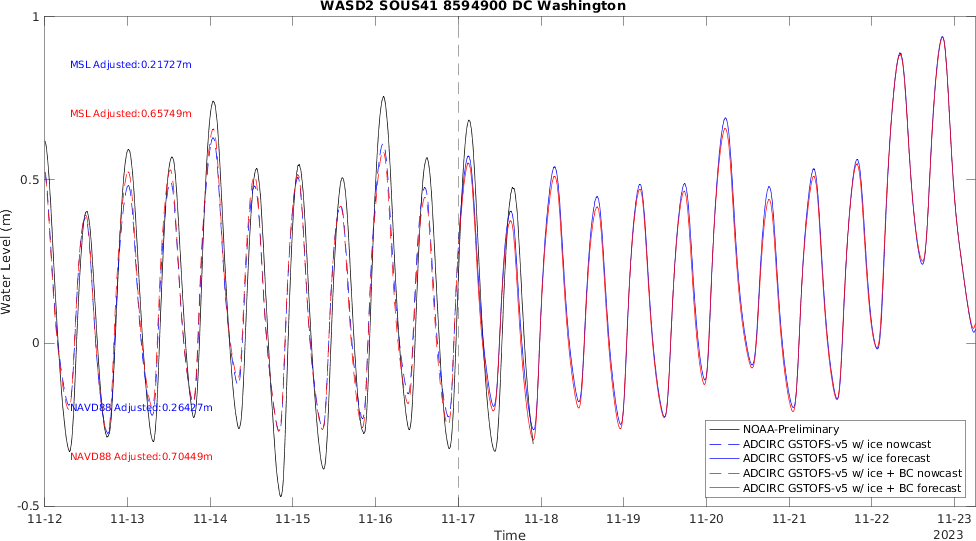 WASD2 SOUS41 8594900 DC Washington
1
MSL Adjusted:0.21727m
MSL Adjusted:0.65749m
0.5
Water Level (m)
0
NAVD88 Adjusted:0.26427m
NAVD88 Adjusted:0.70449m
NOAA-Preliminary
ADCIRC GSTOFS-v5 w/ ice nowcast
ADCIRC GSTOFS-v5 w/ ice forecast
ADCIRC GSTOFS-v5 w/ ice + BC nowcast
ADCIRC GSTOFS-v5 w/ ice + BC forecast
-0.5
11-12 11-13 11-14 11-15 11-16 11-17 11-18 11-19 11-20 11-21 11-22 11-23
Time 2023